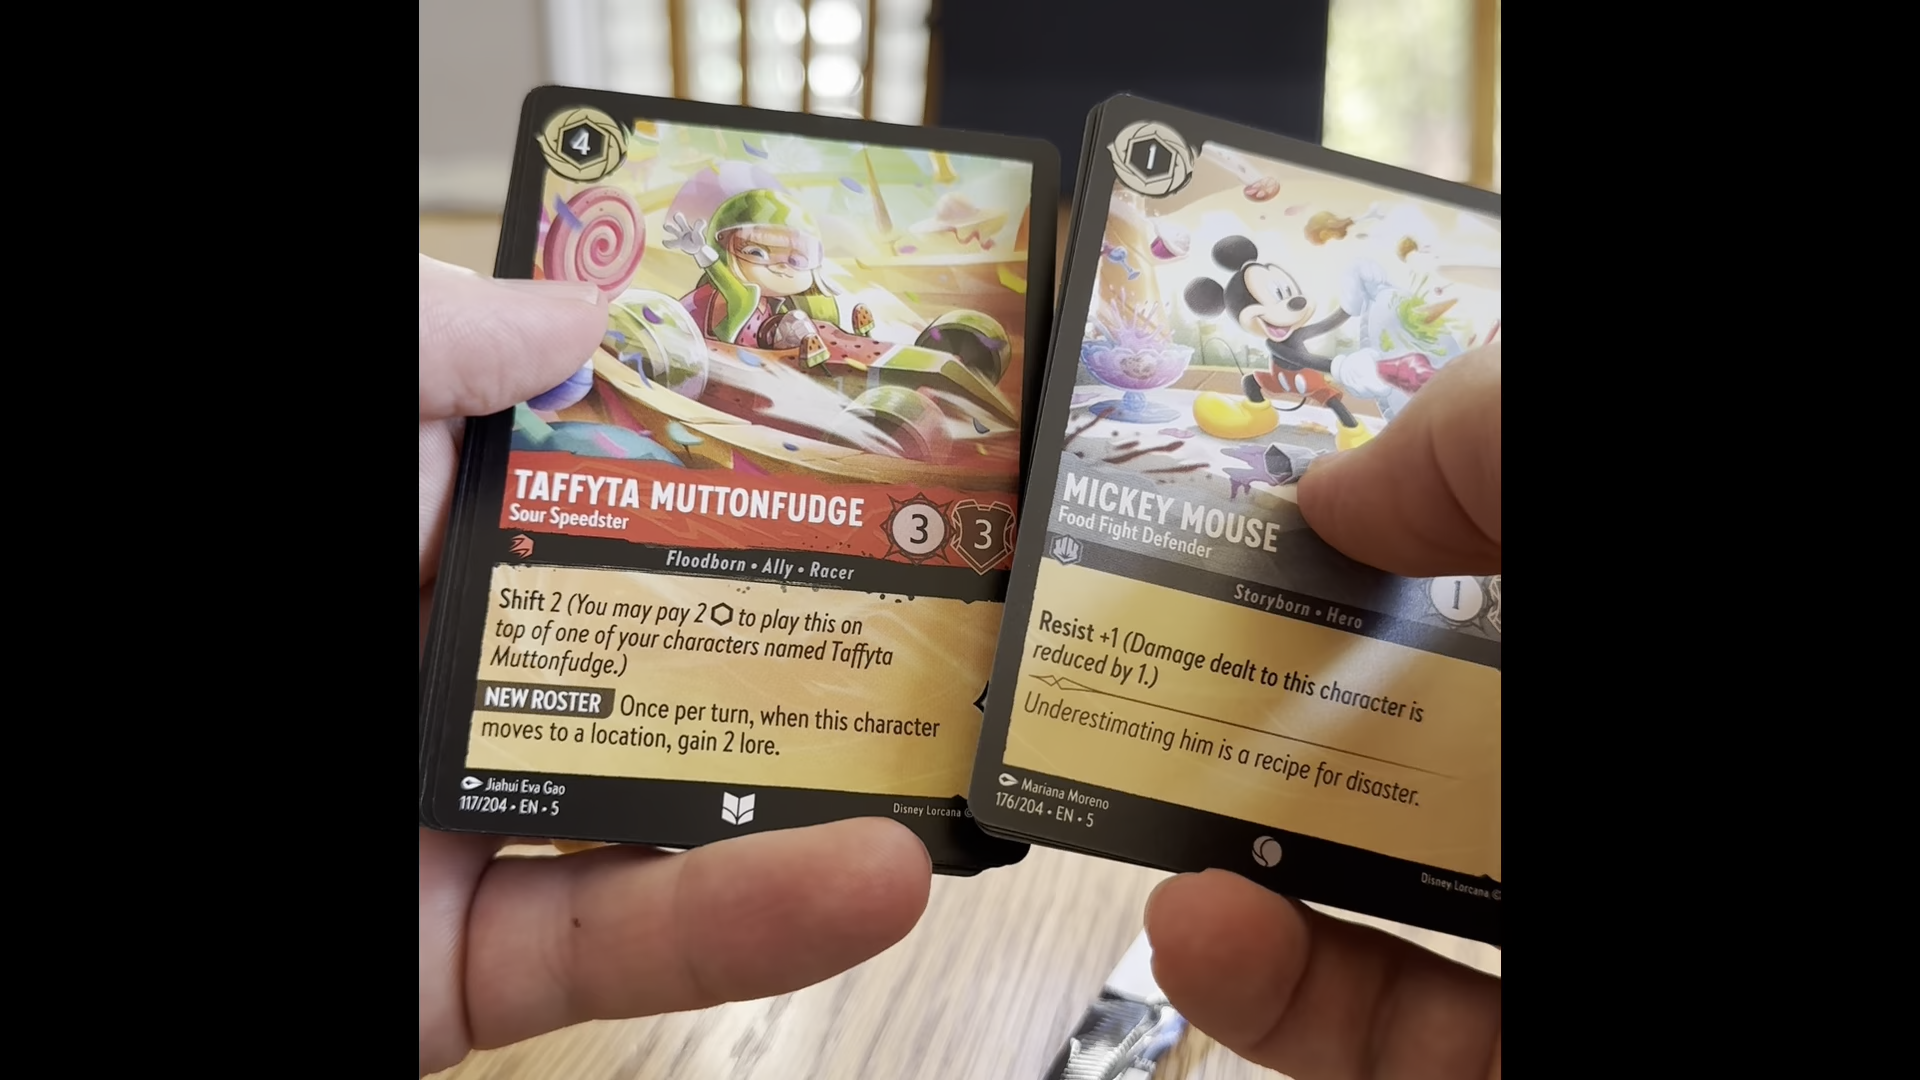 4
TAFFYTA MUTTONFUDGE
Sour Speedster
3
3
Floodborn • Ally • Racer
Shift 2 (You may pay 2 to play this on
top of one of your characters named Taffyta
Muttonfudge.)
NEW ROSTER Once per turn, when this character
moves to a location, gain 2 lore.
Jiahui Eva Gao
117/204 • EN • 5
Disney Lorcana ©
1
MICKEY MOUSE
Food Fight Defender
1
Storyborn • Hero
Resist +1 (Damage dealt to this character is
reduced by 1.)
Underestimating him is a recipe for disaster.
Mariana Moreno
176/204 • EN • 5
Disney Lorcana ©